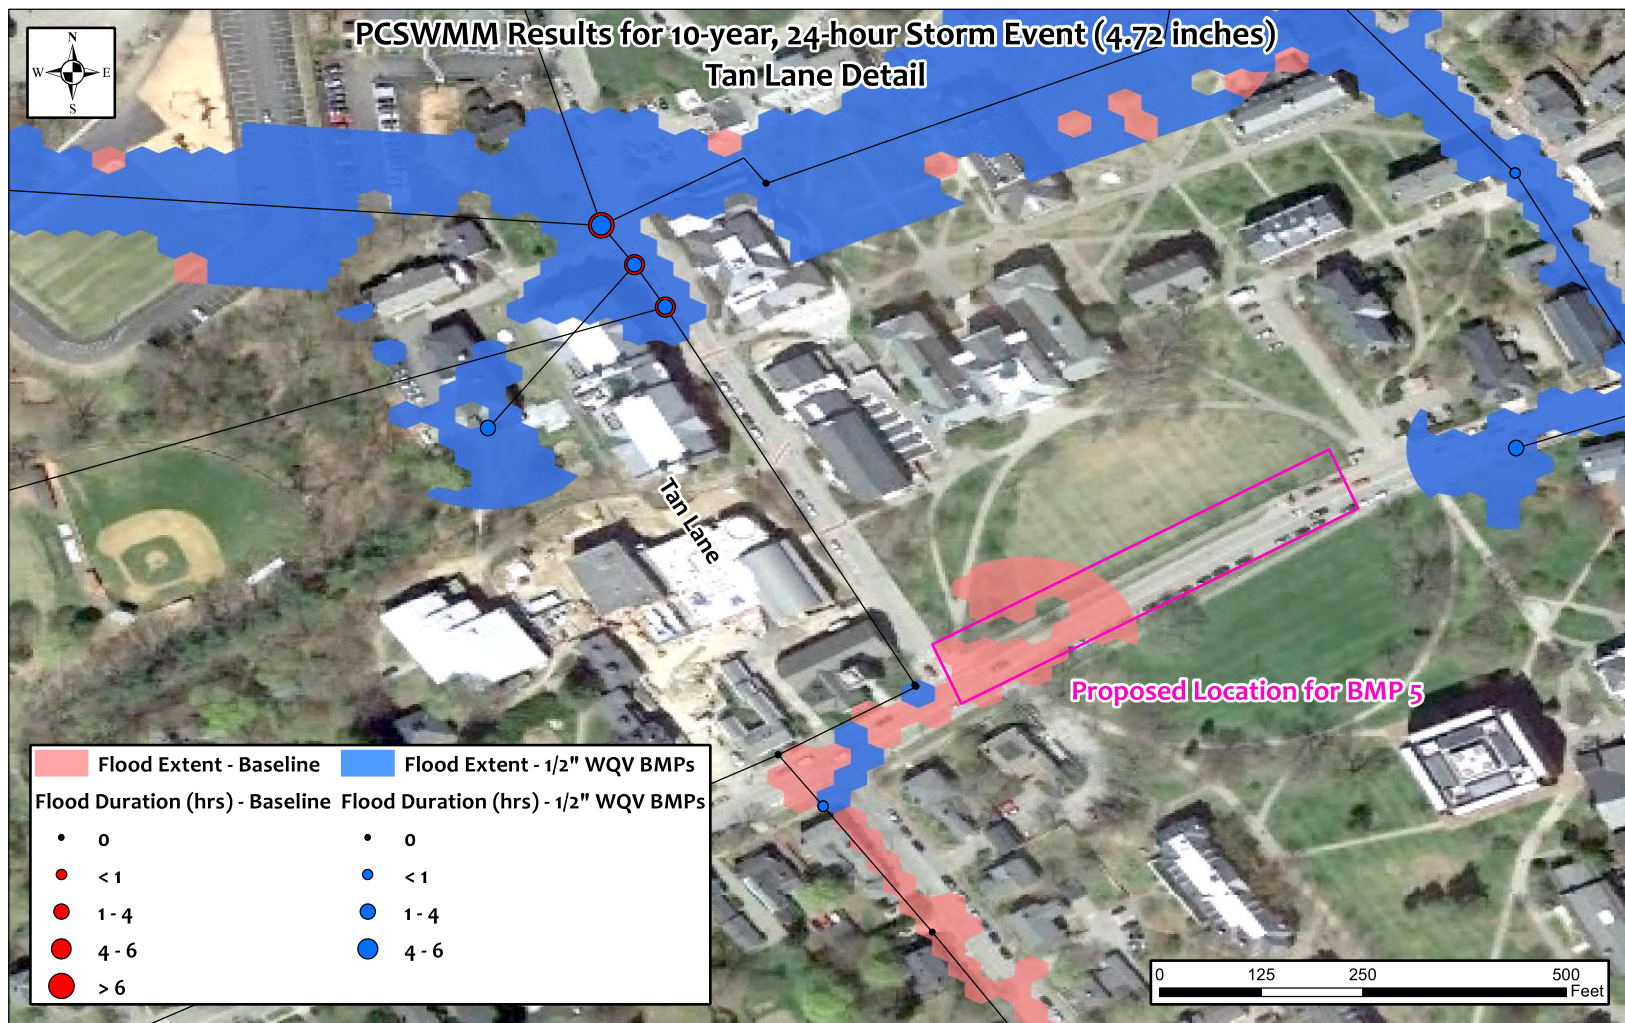 PCSWMM Results for 10-year, 24-hour Storm Event (4.72 inches)
Tan Lane Detail
N
W E
S
Tan Lane
Proposed Location for BMP 5
Flood Extent - Baseline
Flood Extent - 1/2" WQV BMPs
Flood Duration (hrs) - Baseline
Flood Duration (hrs) - 1/2" WQV BMPs
0
0
< 1
< 1
1 - 4
1 - 4
4 - 6
4 - 6
> 6
0 125 250 500
Feet